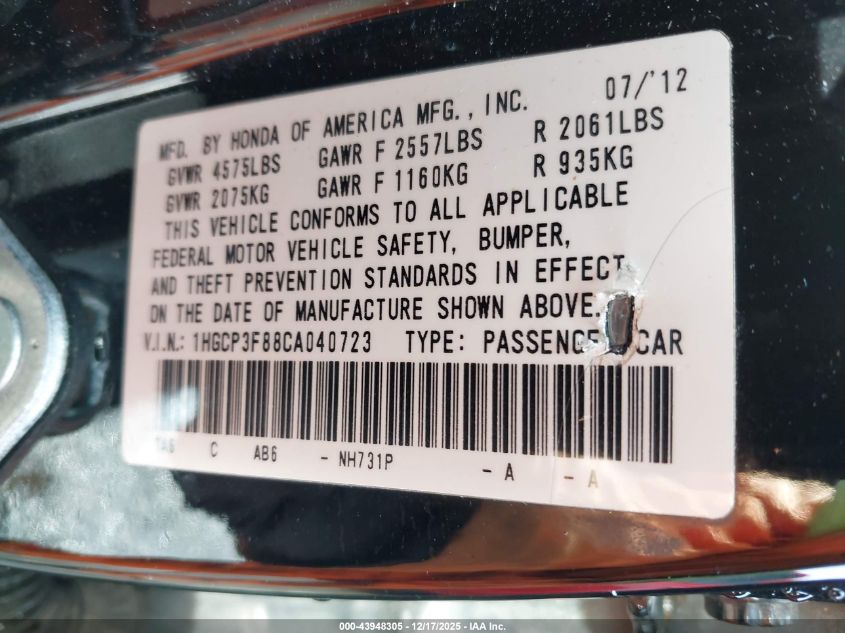 07/'12
MFD. BY HONDA OF AMERICA MFG., INC.
GVWR 4575LBS GAWR F 2557LBS R 2061LBS
GVWR 2075KG GAWR F 1160KG R 935KG
THIS VEHICLE CONFORMS TO ALL APPLICABLE
FEDERAL MOTOR VEHICLE SAFETY, BUMPER,
AND THEFT PREVENTION STANDARDS IN EFFECT
ON THE DATE OF MANUFACTURE SHOWN ABOVE.
V.I.N.: 1HGCP3F88CA040723 TYPE: PASSENGER CAR
TA6 C AB6 - NH731P - A - A
000-43948305 - 12/17/2025 - IAA Inc.